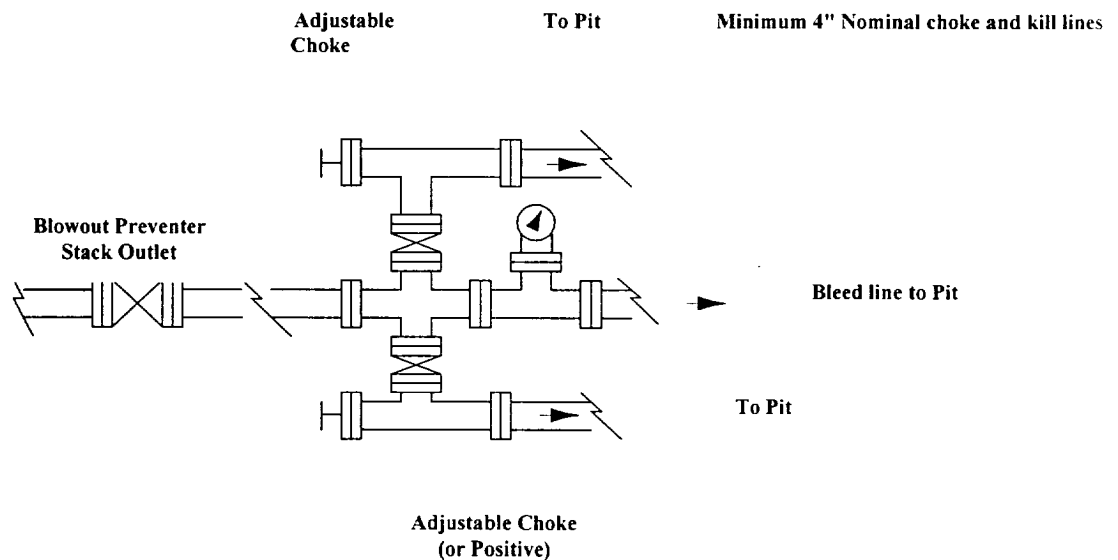 Adjustable
Choke
To Pit
Minimum 4" Nominal choke and kill lines
Blowout Preventer
Stack Outlet
Bleed line to Pit
To Pit
Adjustable Choke
(or Positive)